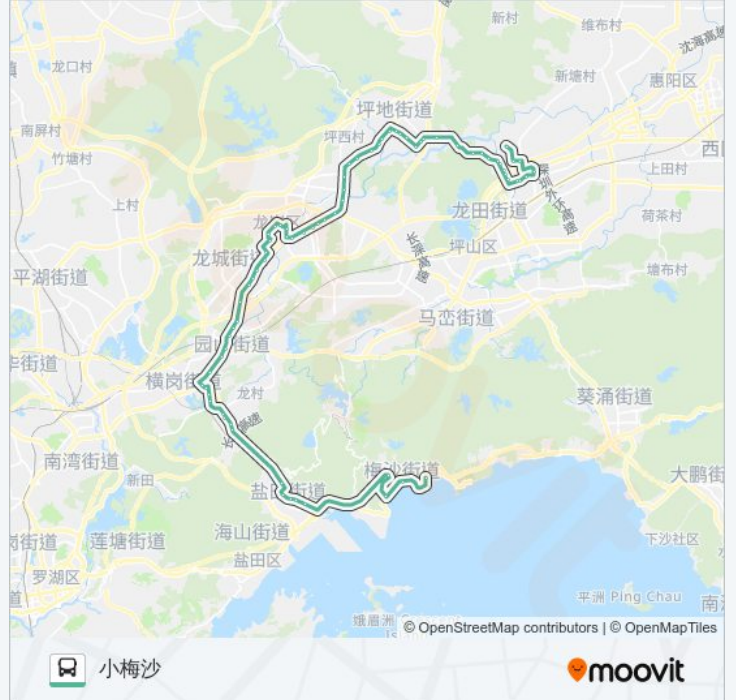 新村
维布村
沈海高速
龙口村
新塘村
惠阳区
坪地街道
南屏村
坪西村
竹塘村
上田村
深圳外环高速
上村
龙田街道
荷茶村
长深高速
坪山区
龙城街道
塘布村
平湖街道
马峦街道
园山街道
横岗街道
龙村
葵涌街道
南湾街道
新田
梅沙街道
大鹏街
盐田街道
海山街道
莲塘街道
下沙社区
盐田区
罗湖区
平洲 Ping Chau
© OpenStreetMap contributors | © OpenMapTiles
小梅沙
moovit